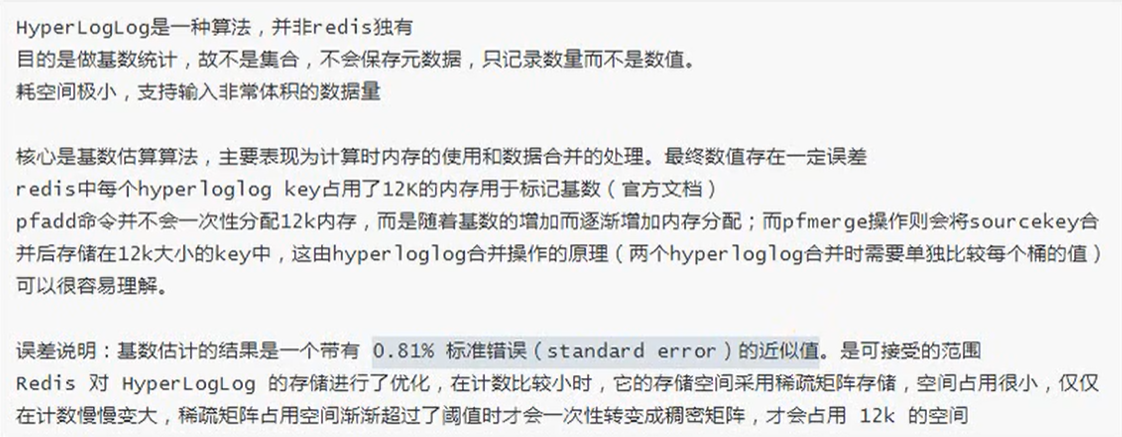 HyperLogLog是一种算法，并非redis独有
目的是做基数统计，故不是集合，不会保存元数据，只记录数量而不是数值。
耗空间极小，支持输入非常体积的数据量
核心是基数估算算法，主要表现为计算时内存的使用和数据合并的处理。最终数值存在一定误差
redis中每个hyperloglog key占用了12K的内存用于标记基数（官方文档）
pfadd命令并不会一次性分配12k内存，而是随着基数的增加而逐渐增加内存分配；而pfmerge操作则会将sourcekey合
并后存储在12k大小的key中，这由hyperloglog合并操作的原理（两个hyperloglog合并时需要单独比较每个桶的值）
可以很容易理解。
误差说明：基数估计的结果是一个带有 0.81% 标准错误（standard error）的近似值。是可接受的范围
Redis 对 HyperLogLog 的存储进行了优化，在计数比较小时，它的存储空间采用稀疏矩阵存储，空间占用很小，仅仅
在计数慢慢变大，稀疏矩阵占用空间渐渐超过了阈值时才会一次性转变成稠密矩阵，才会占用 12k 的空间